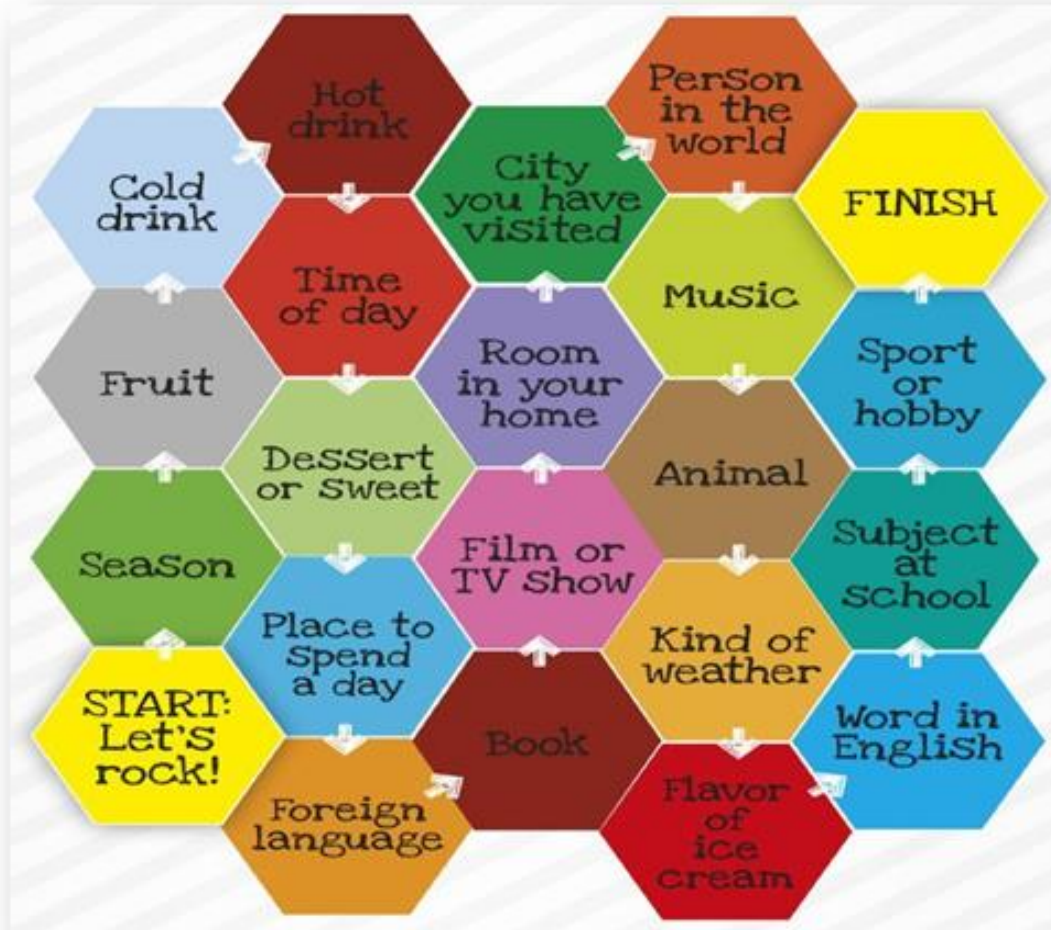 START:
Let's
rock!
Season
Fruit
Cold
drink
Hot
drink
Time
of day
Dessert
or sweet
Place to
spend
a day
Foreign
language
Book
Film or
TV show
Room
in your
home
City
you have
visited
Person
in the
world
Music
Animal
Kind of
weather
Flavor
of
ice
cream
Word in
English
Subject
at
school
Sport
or
hobby
FINISH